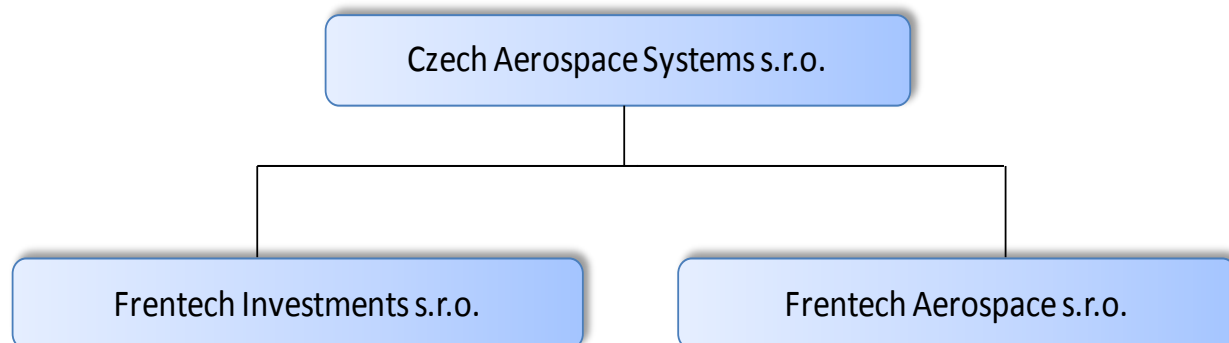 Czech Aerospace Systems s.r.o.
Frentech Investments s.r.o.
Frentech Aerospace s.r.o.